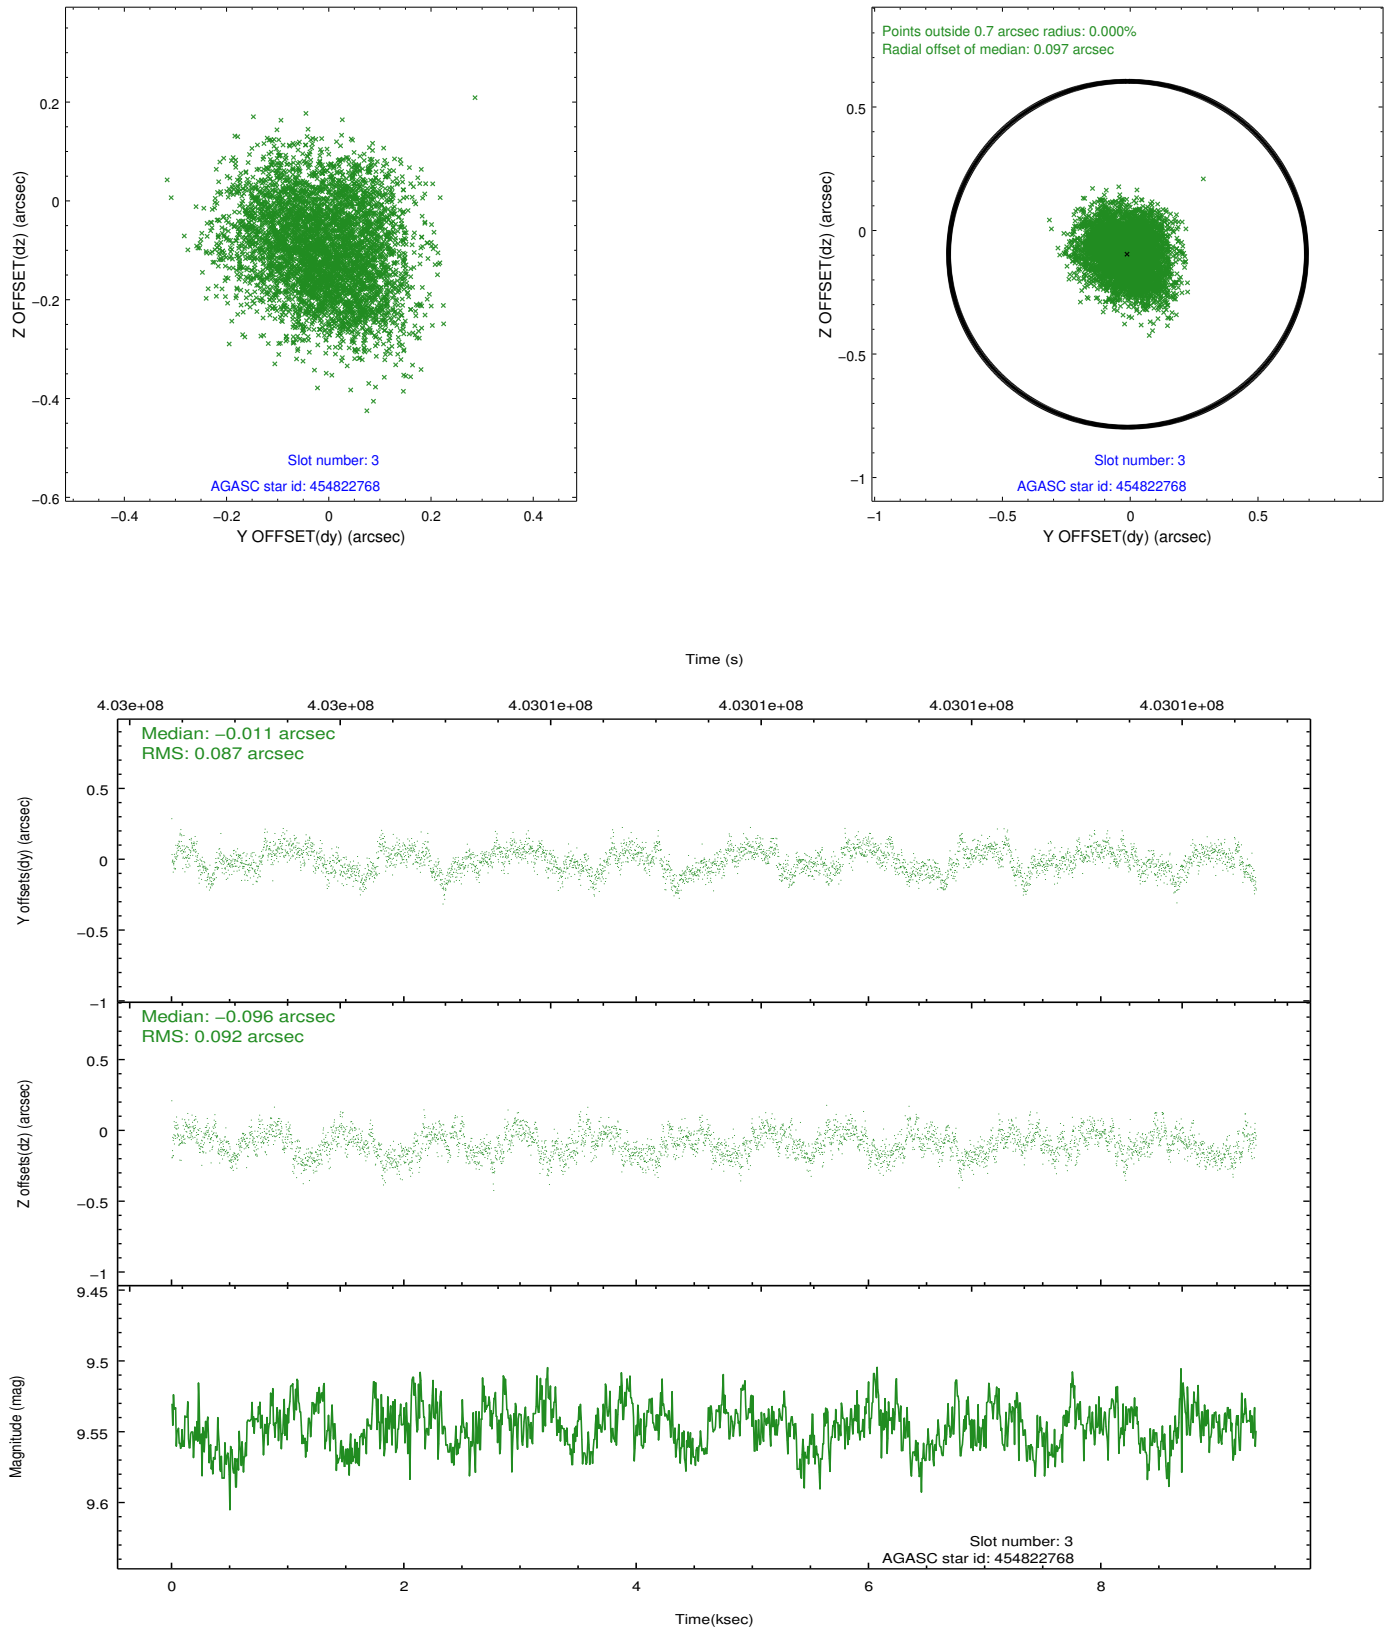 0.2
0
−0.2
−0.4
−0.6
Z OFFSET(dz) (arcsec)
Slot number: 3
AGASC star id: 454822768
−0.4
−0.2
0
0.2
0.4
Y OFFSET(dy) (arcsec)
Points outside 0.7 arcsec radius: 0.000%
Radial offset of median: 0.097 arcsec
0.5
0
−0.5
−1
Z OFFSET(dz) (arcsec)
Slot number: 3
AGASC star id: 454822768
−1
−0.5
0
0.5
Y OFFSET(dy) (arcsec)
Time (s)
4.03e+08
4.03e+08
4.0301e+08
4.0301e+08
4.0301e+08
4.0301e+08
Median: −0.011 arcsec
RMS: 0.087 arcsec
0.5
0
−0.5
−1
Y offsets(dy) (arcsec)
Median: −0.096 arcsec
RMS: 0.092 arcsec
0.5
0
−0.5
−1
Z offsets(dz) (arcsec)
9.45
9.5
9.55
9.6
Magnitude (mag)
Slot number: 3
AGASC star id: 454822768
0
2
4
6
8
Time(ksec)